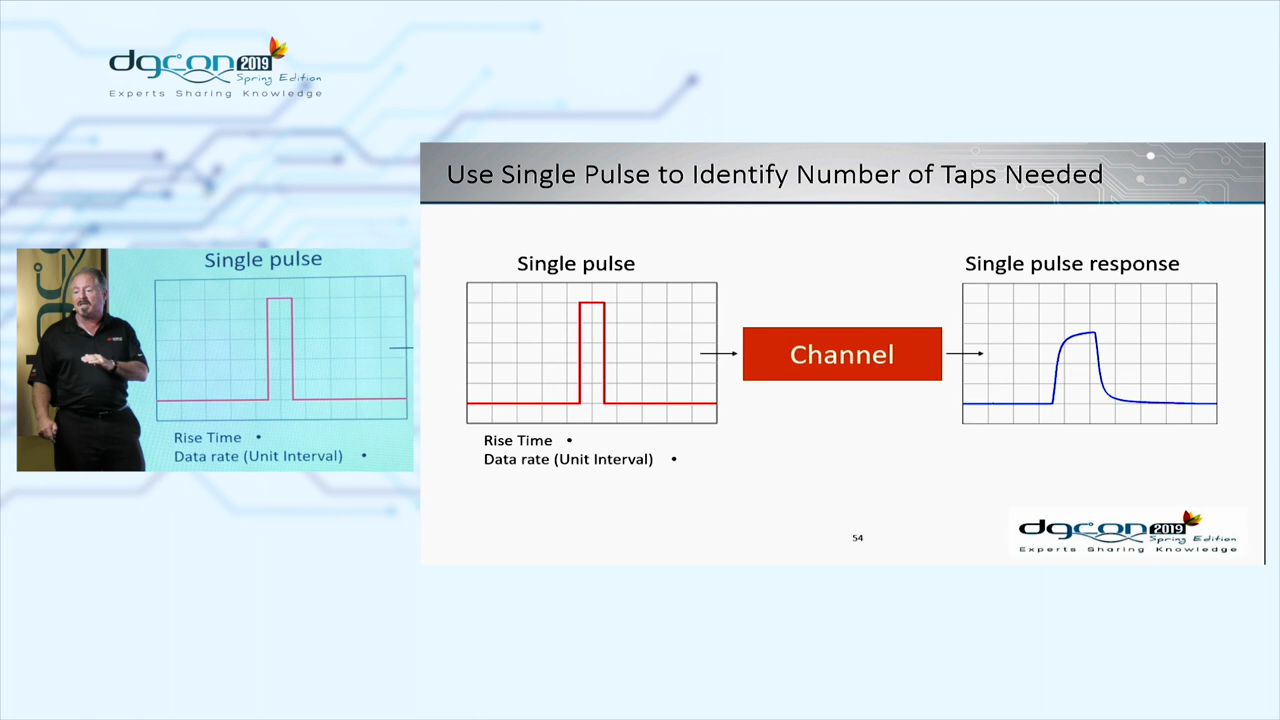 dgcon 2019
Spring Edition
Experts Sharing Knowledge
Use Single Pulse to Identify Number of Taps Needed
Single pulse
Rise Time •
Data rate (Unit Interval) •
Single pulse
Channel
Single pulse response
Rise Time •
Data rate (Unit Interval) •
54
dgcon 2019
Spring Edition
Experts Sharing Knowledge